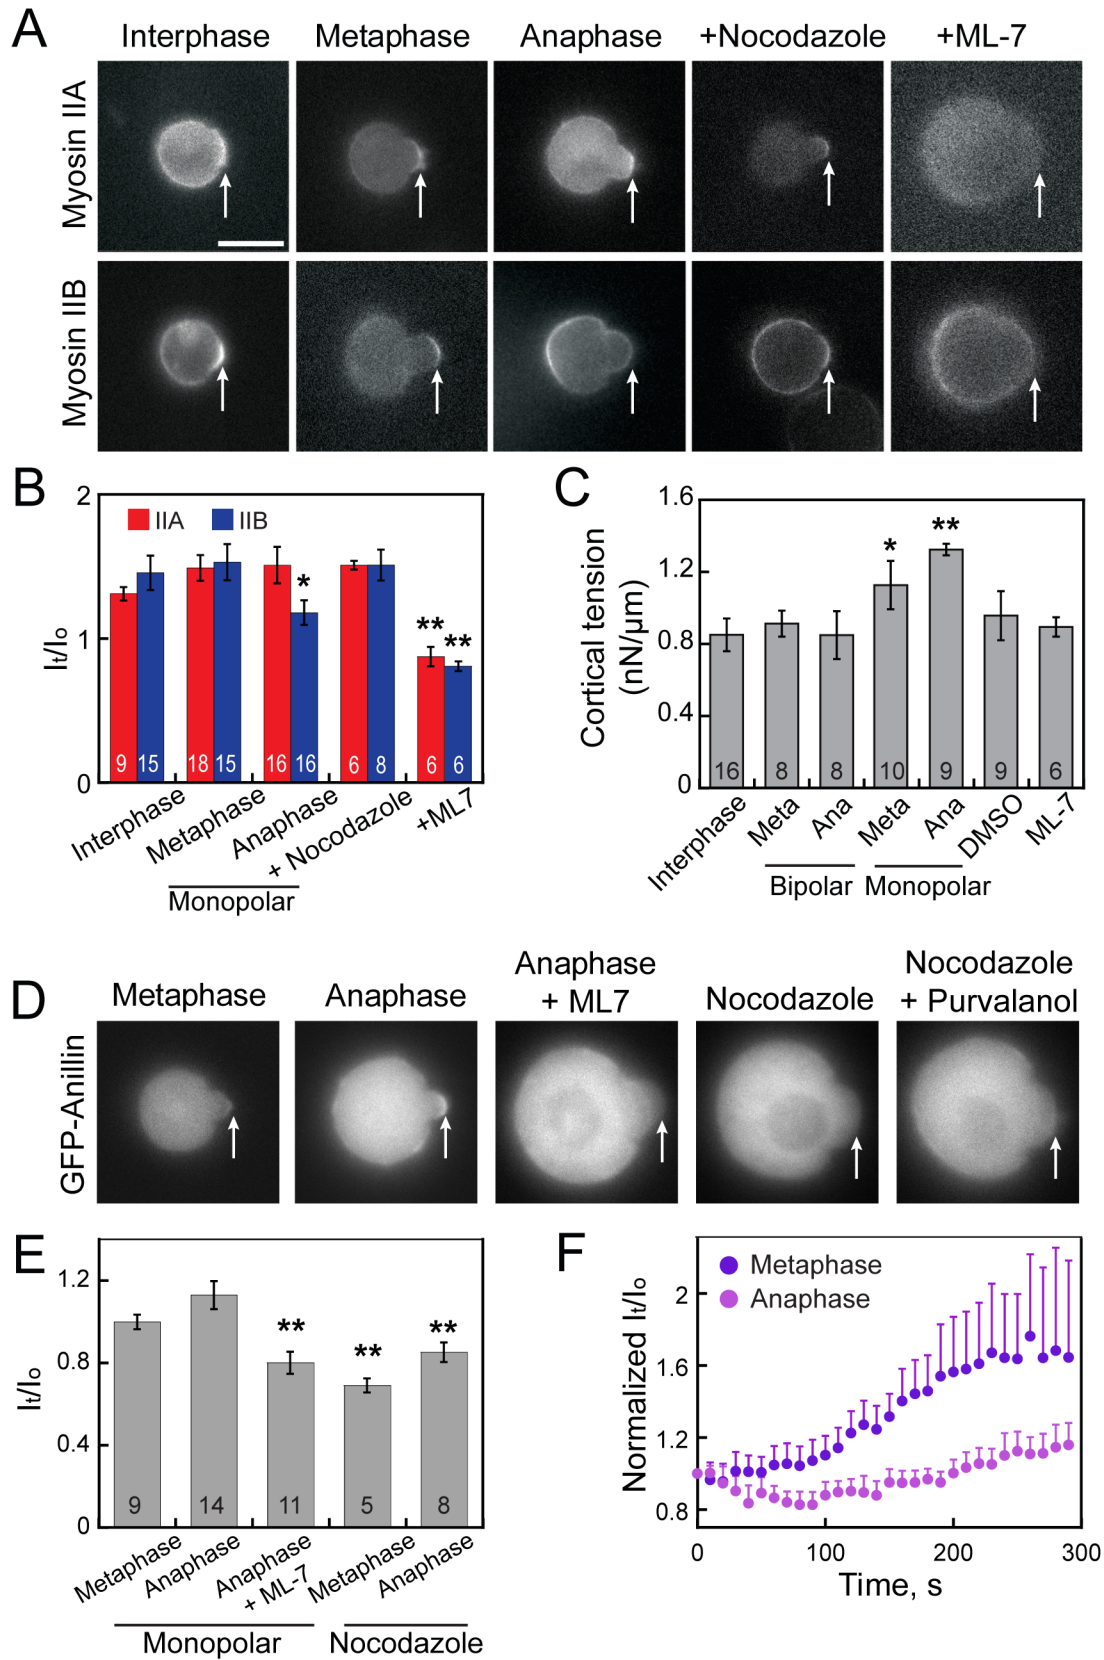 A
Interphase Metaphase Anaphase +Nocodazole +ML-7
Myosin IIA
Myosin IIB
B
2
1
0
It/Io
IIA IIB
* ** **
9 15 18 15 16 16 6 8 6 6
Interphase Metaphase Anaphase + Nocodazole +ML7
Monopolar
C
1.6
1.2
0.8
0.4
0
Cortical tension
(nN/µm)
* **
16 8 8 10 9 9 6
Interphase Meta Ana Meta Ana DMSO ML-7
Bipolar Monopolar
D
Metaphase Anaphase Anaphase + ML7 Nocodazole Nocodazole + Purvalanol
GFP-Anillin
E
1.2
0.8
0.4
0
It/Io
** ** **
9 14 11 5 8
Metaphase Anaphase Anaphase + ML-7 Metaphase Anaphase
Monopolar Nocodazole
F
Metaphase
Anaphase
2
1.6
1.2
0.8
Normalized It/Io
0 100 200 300
Time, s